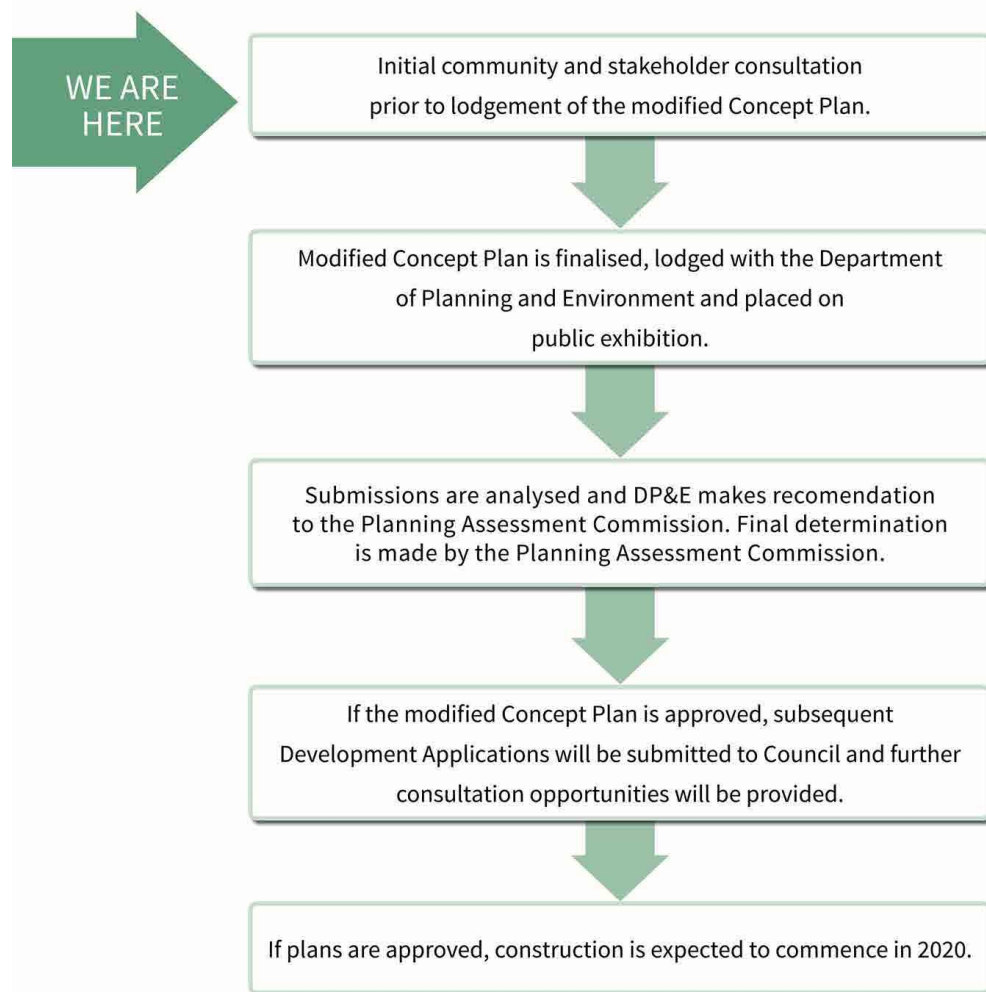 WE ARE
HERE
Initial community and stakeholder consultation
prior to lodgement of the modified Concept Plan.
Modified Concept Plan is finalised, lodged with the Department
of Planning and Environment and placed on
public exhibition.
Submissions are analysed and DP&E makes recomendation
to the Planning Assessment Commission. Final determination
is made by the Planning Assessment Commission.
If the modified Concept Plan is approved, subsequent
Development Applications will be submitted to Council and further
consultation opportunities will be provided.
If plans are approved, construction is expected to commence in 2020.